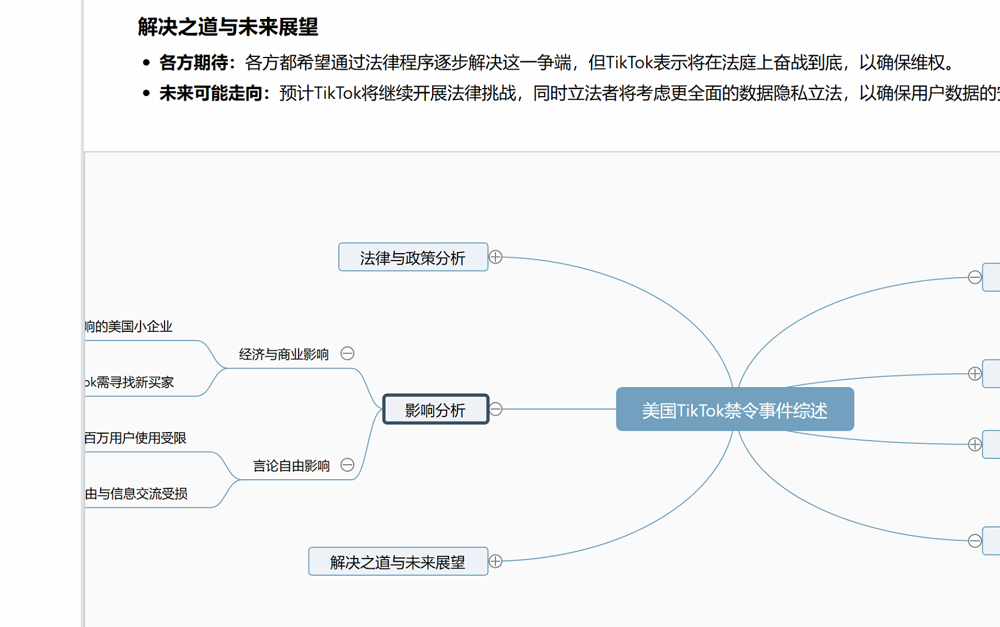 解决之道与未来展望
各方期待：各方都希望通过法律程序逐步解决这一争端，但TikTok表示将在法庭上奋战到底，以确保维权。
未来可能走向：预计TikTok将继续开展法律挑战，同时立法者将考虑更全面的数据隐私立法，以确保用户数据的
法律与政策分析
响的美国小企业
经济与商业影响
ok需寻找新买家
影响分析
美国TikTok禁令事件综述
百万用户使用受限
言论自由影响
由与信息交流受损
解决之道与未来展望